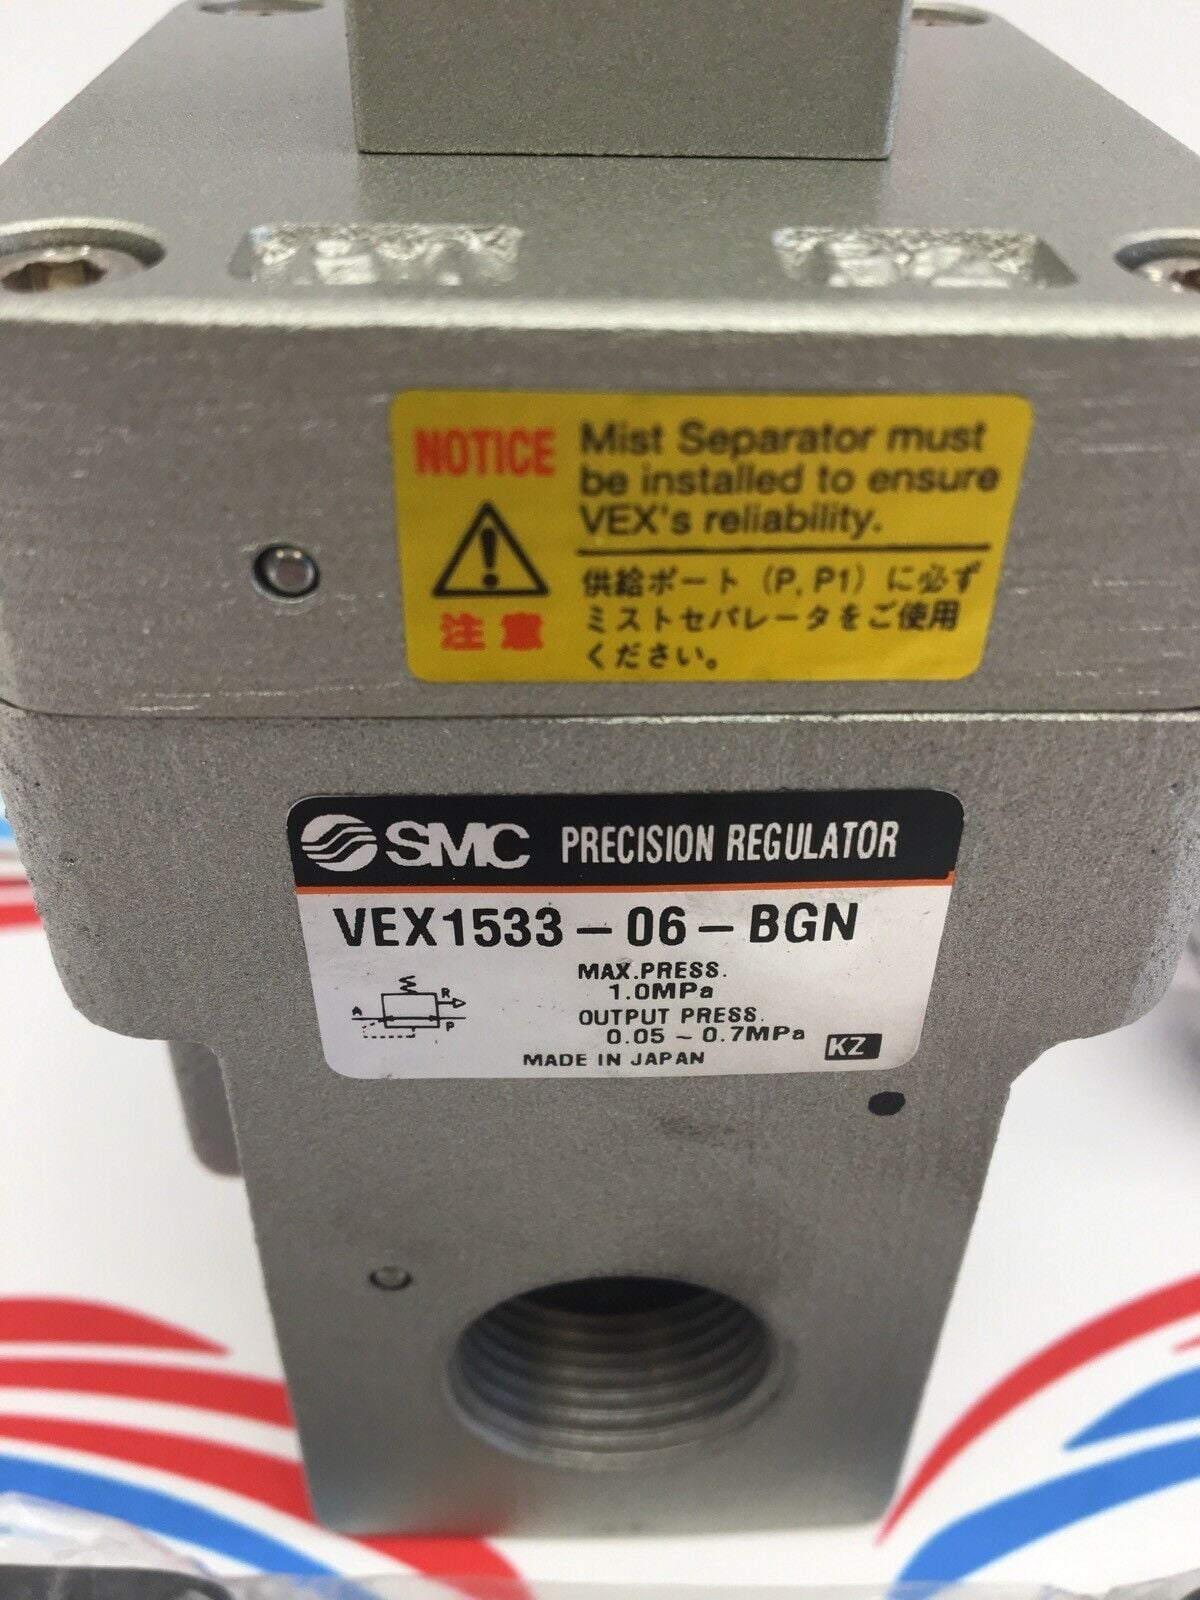 NOTICE
Mist Separator must
be installed to ensure
VEX's reliability.
注意
供給ポート (P, P1) に必ず
ミストセパレータをご使用
ください。
SMC PRECISION REGULATOR
VEX1533-06-BGN
MAX.PRESS.
1.0MPa
OUTPUT PRESS.
0.05 ~ 0.7MPa
MADE IN JAPAN
KZ
A
R
P